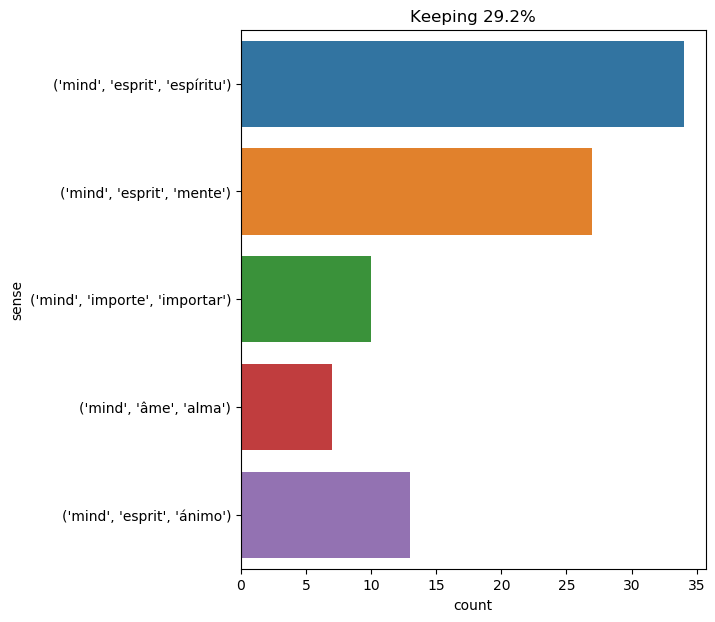 Keeping 29.2%
('mind', 'esprit', 'espíritu')
('mind', 'esprit', 'mente')
('mind', 'importe', 'importar')
('mind', 'âme', 'alma')
('mind', 'esprit', 'ánimo')
sense
0 5 10 15 20 25 30 35
count